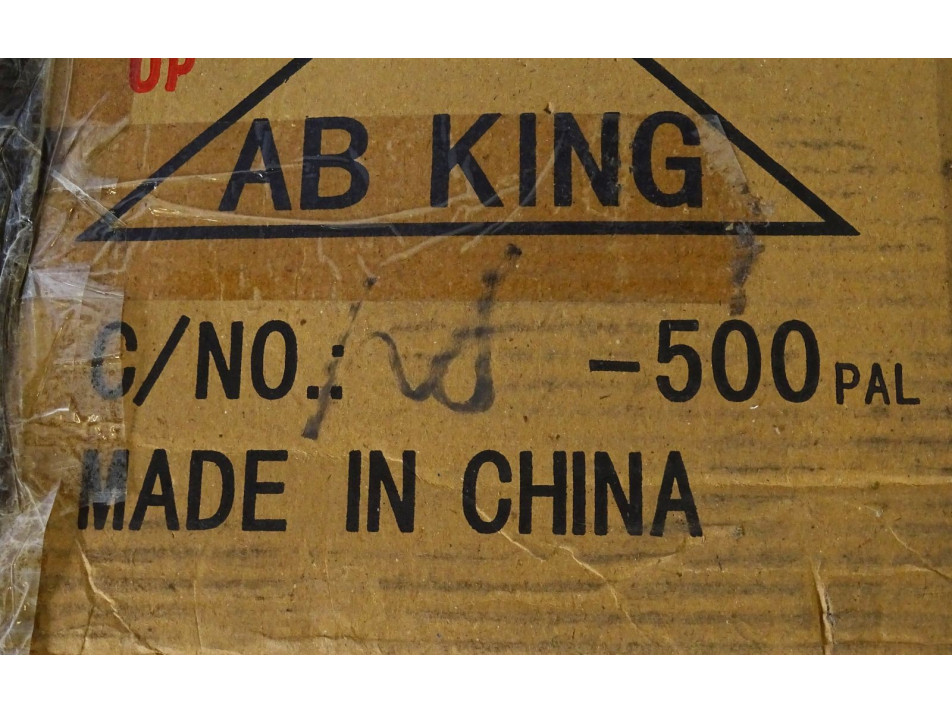 UP
AB KING
C/NO.: -500 PAL
MADE IN CHINA